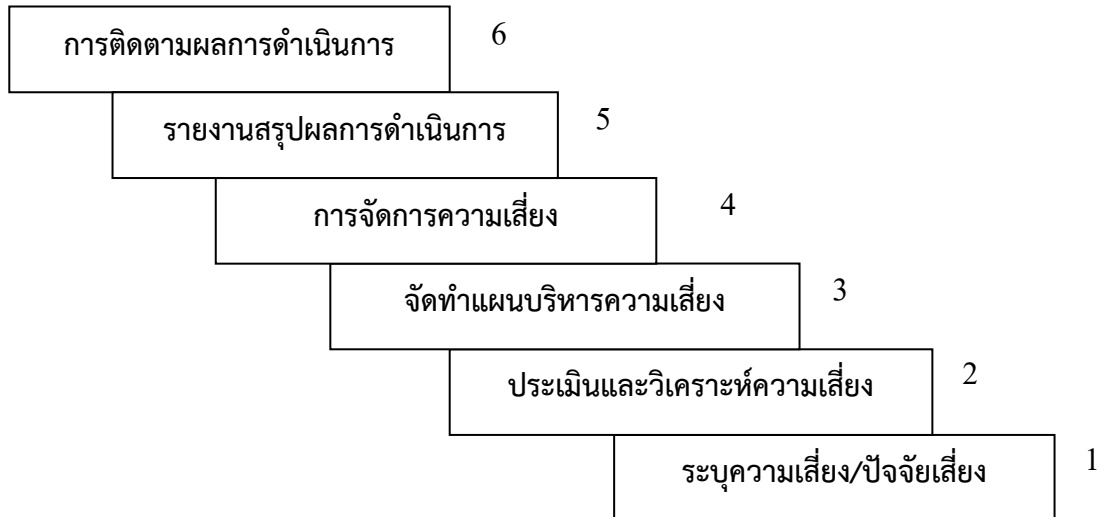 การติดตามผลการดำเนินการ 6
รายงานสรุปผลการดำเนินการ 5
การจัดการความเสี่ยง 4
จัดทำแผนบริหารความเสี่ยง 3
ประเมินและวิเคราะห์ความเสี่ยง 2
ระบุความเสี่ยง/ปัจจัยเสี่ยง 1